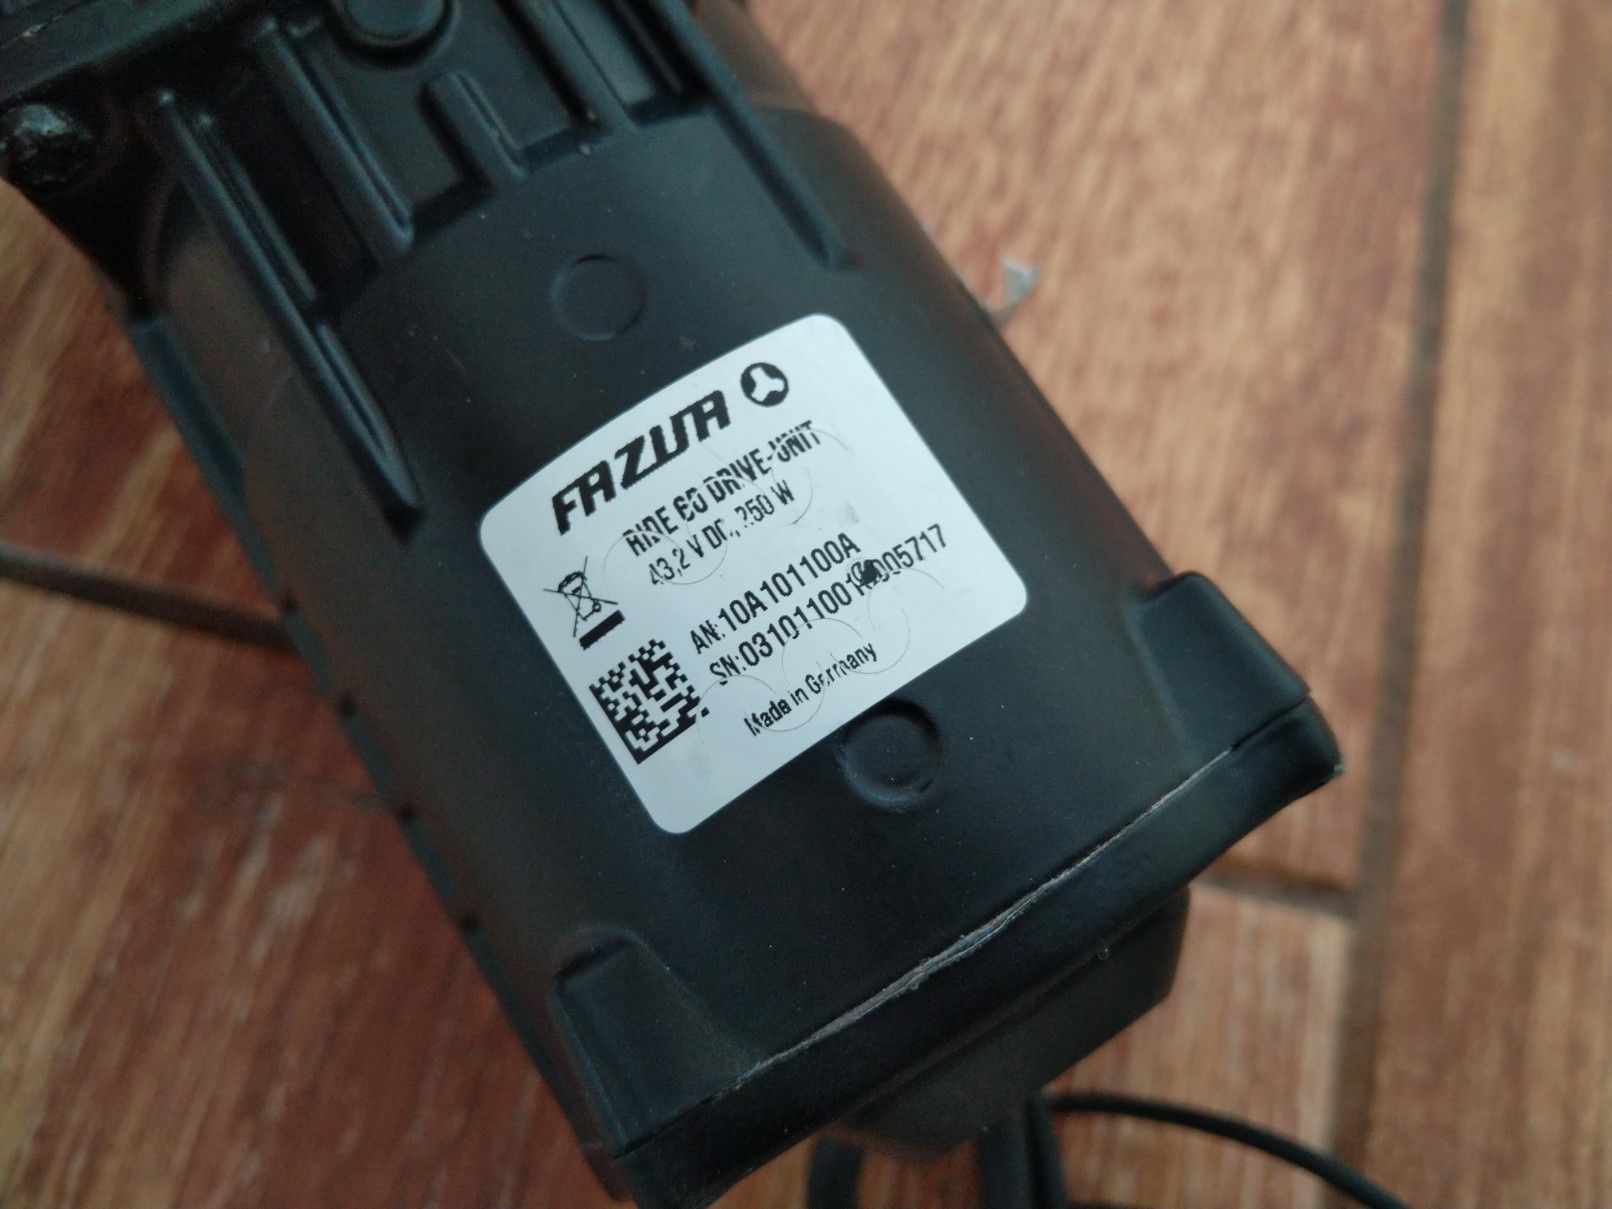 FAZUA
RIDE 60 DRIVE-UNIT
43,2 V DC, 250 W
AN:10A101100A
Made in Germany